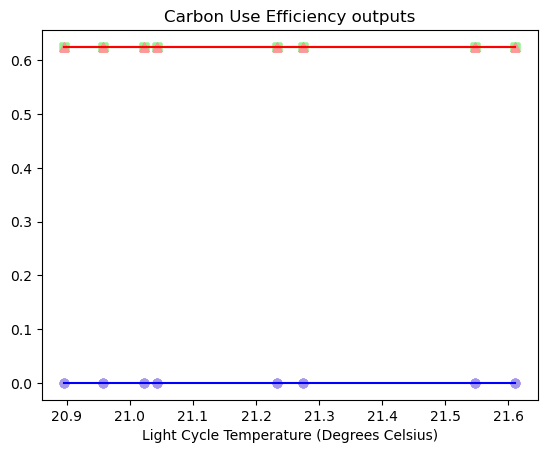 Carbon Use Efficiency outputs
0.6
0.5
0.4
0.3
0.2
0.1
0.0
20.9 21.0 21.1 21.2 21.3 21.4 21.5 21.6
Light Cycle Temperature (Degrees Celsius)